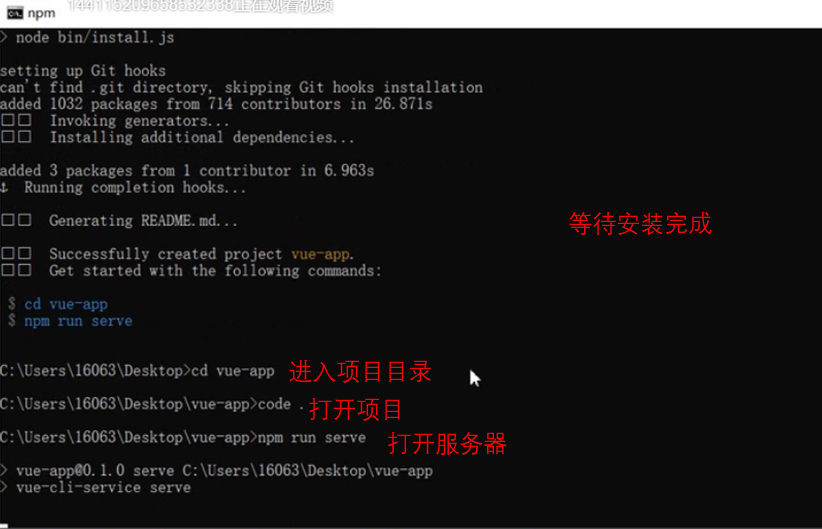 144115209658532338正在观看视频
npm
> node bin/install.js
setting up Git hooks
can't find .git directory, skipping Git hooks installation
added 1032 packages from 714 contributors in 26.871s
Invoking generators...
Installing additional dependencies...
added 3 packages from 1 contributor in 6.963s
⚓ Running completion hooks...
Generating README.md...
等待安装完成
Successfully created project vue-app.
Get started with the following commands:
$ cd vue-app
$ npm run serve
C:\Users\16063\Desktop>cd vue-app 进入项目目录
C:\Users\16063\Desktop\vue-app>code . 打开项目
C:\Users\16063\Desktop\vue-app>npm run serve 打开服务器
> vue-app@0.1.0 serve C:\Users\16063\Desktop\vue-app
> vue-cli-service serve